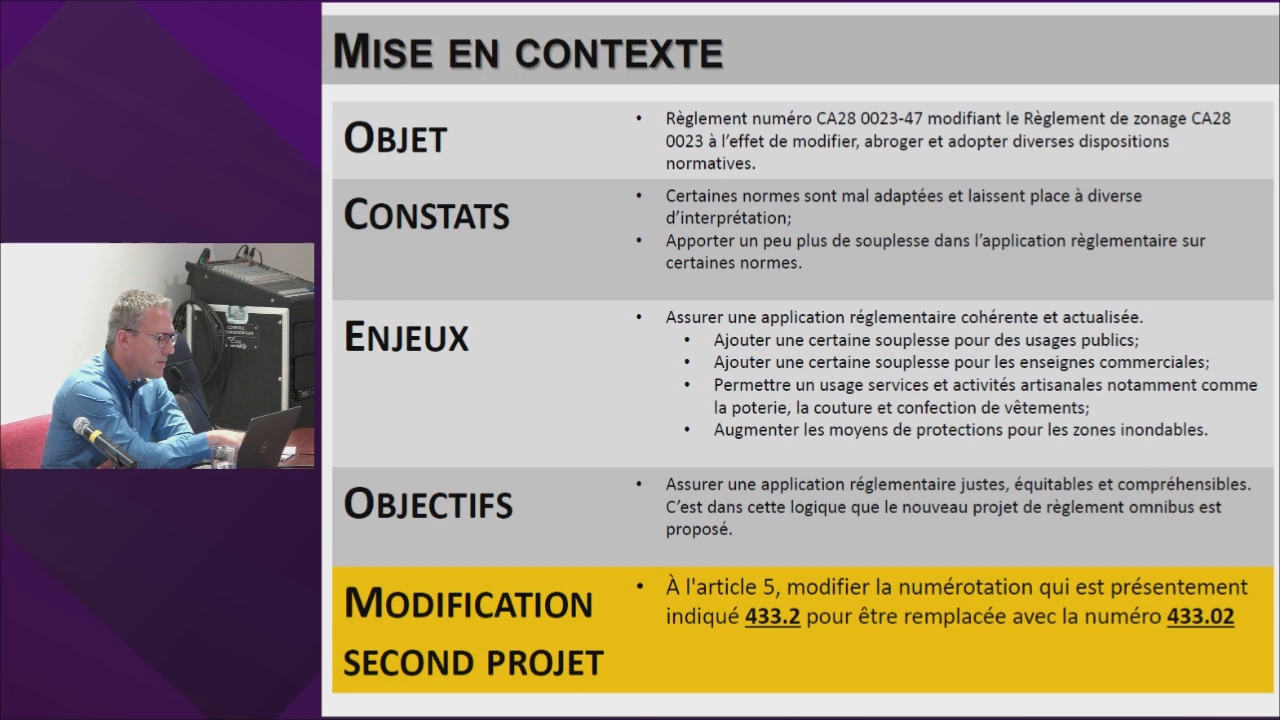 MISE EN CONTEXTE
OBJET
• Règlement numéro CA28 0023-47 modifiant le Règlement de zonage CA28
0023 à l'effet de modifier, abroger et adopter diverses dispositions
normatives.
CONSTATS
• Certaines normes sont mal adaptées et laissent place à diverse
d'interprétation;
• Apporter un peu plus de souplesse dans l'application règlementaire sur
certaines normes.
ENJEUX
• Assurer une application réglementaire cohérente et actualisée.
• Ajouter une certaine souplesse pour des usages publics;
• Ajouter une certaine souplesse pour les enseignes commerciales;
• Permettre un usage services et activités artisanales notamment comme
la poterie, la couture et confection de vêtements;
• Augmenter les moyens de protections pour les zones inondables.
OBJECTIFS
• Assurer une application réglementaire justes, équitables et compréhensibles.
C'est dans cette logique que le nouveau projet de règlement omnibus est
proposé.
MODIFICATION
SECOND PROJET
• À l'article 5, modifier la numérotation qui est présentement
indiqué 433.2 pour être remplacée avec la numéro 433.02